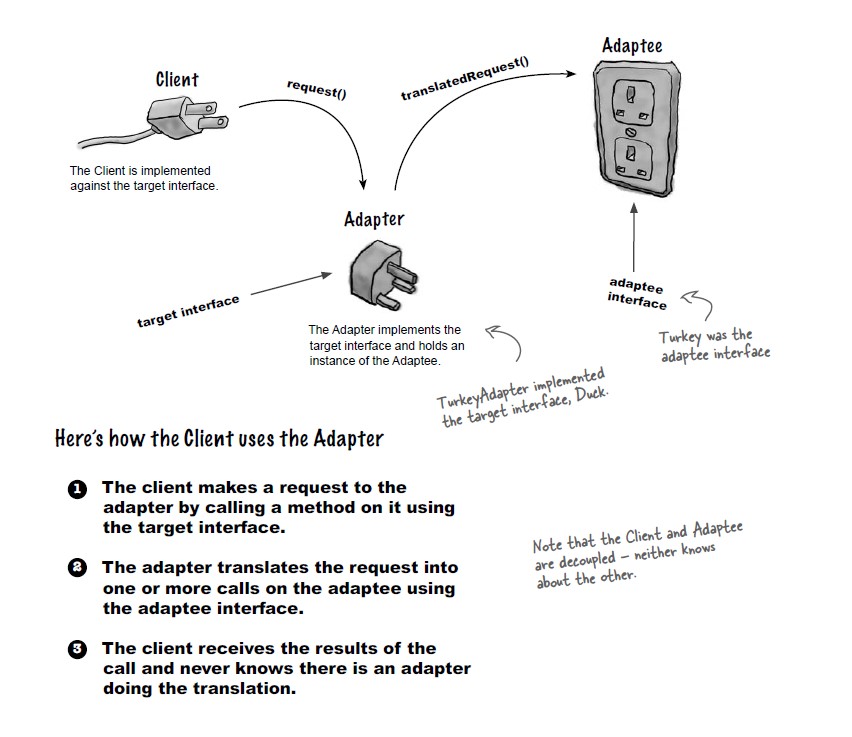 Adaptee
Client
request()
translatedRequest()
The Client is implemented
against the target interface.
Adapter
target interface
adaptee
interface
The Adapter implements the
target interface and holds an
instance of the Adaptee.
Turkey was the
adaptee interface
TurkeyAdapter implemented
the target interface, Duck.
Here's how the Client uses the Adapter
1 The client makes a request to the
adapter by calling a method on it using
the target interface.
2 The adapter translates the request into
one or more calls on the adaptee using
the adaptee interface.
3 The client receives the results of the
call and never knows there is an adapter
doing the translation.
Note that the Client and Adaptee
are decoupled – neither knows
about the other.